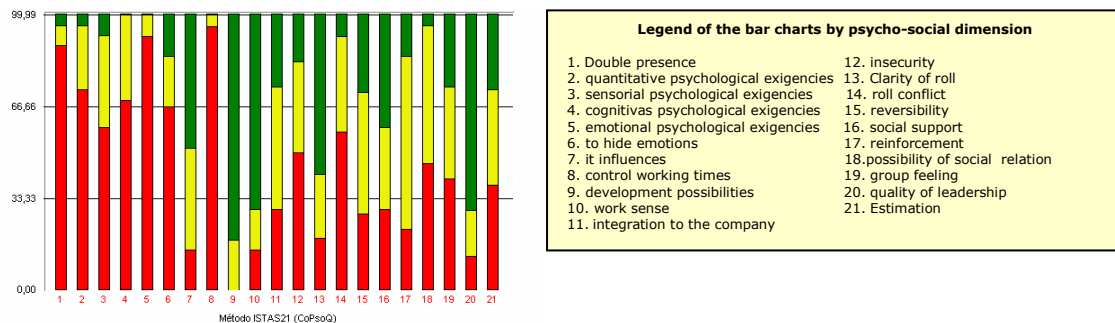 99,99
66,66
33,33
0,00
1 2 3 4 5 6 7 8 9 10 11 12 13 14 15 16 17 18 19 20 21
Método ISTAS21 (CoPsoQ)
Legend of the bar charts by psycho-social dimension
1. Double presence
2. quantitative psychological exigencies
3. sensorial psychological exigencies
4. cognitivas psychological exigencies
5. emotional psychological exigencies
6. to hide emotions
7. it influences
8. control working times
9. development possibilities
10. work sense
11. integration to the company
12. insecurity
13. Clarity of roll
14. roll conflict
15. reversibility
16. social support
17. reinforcement
18.possibility of social relation
19. group feeling
20. quality of leadership
21. Estimation